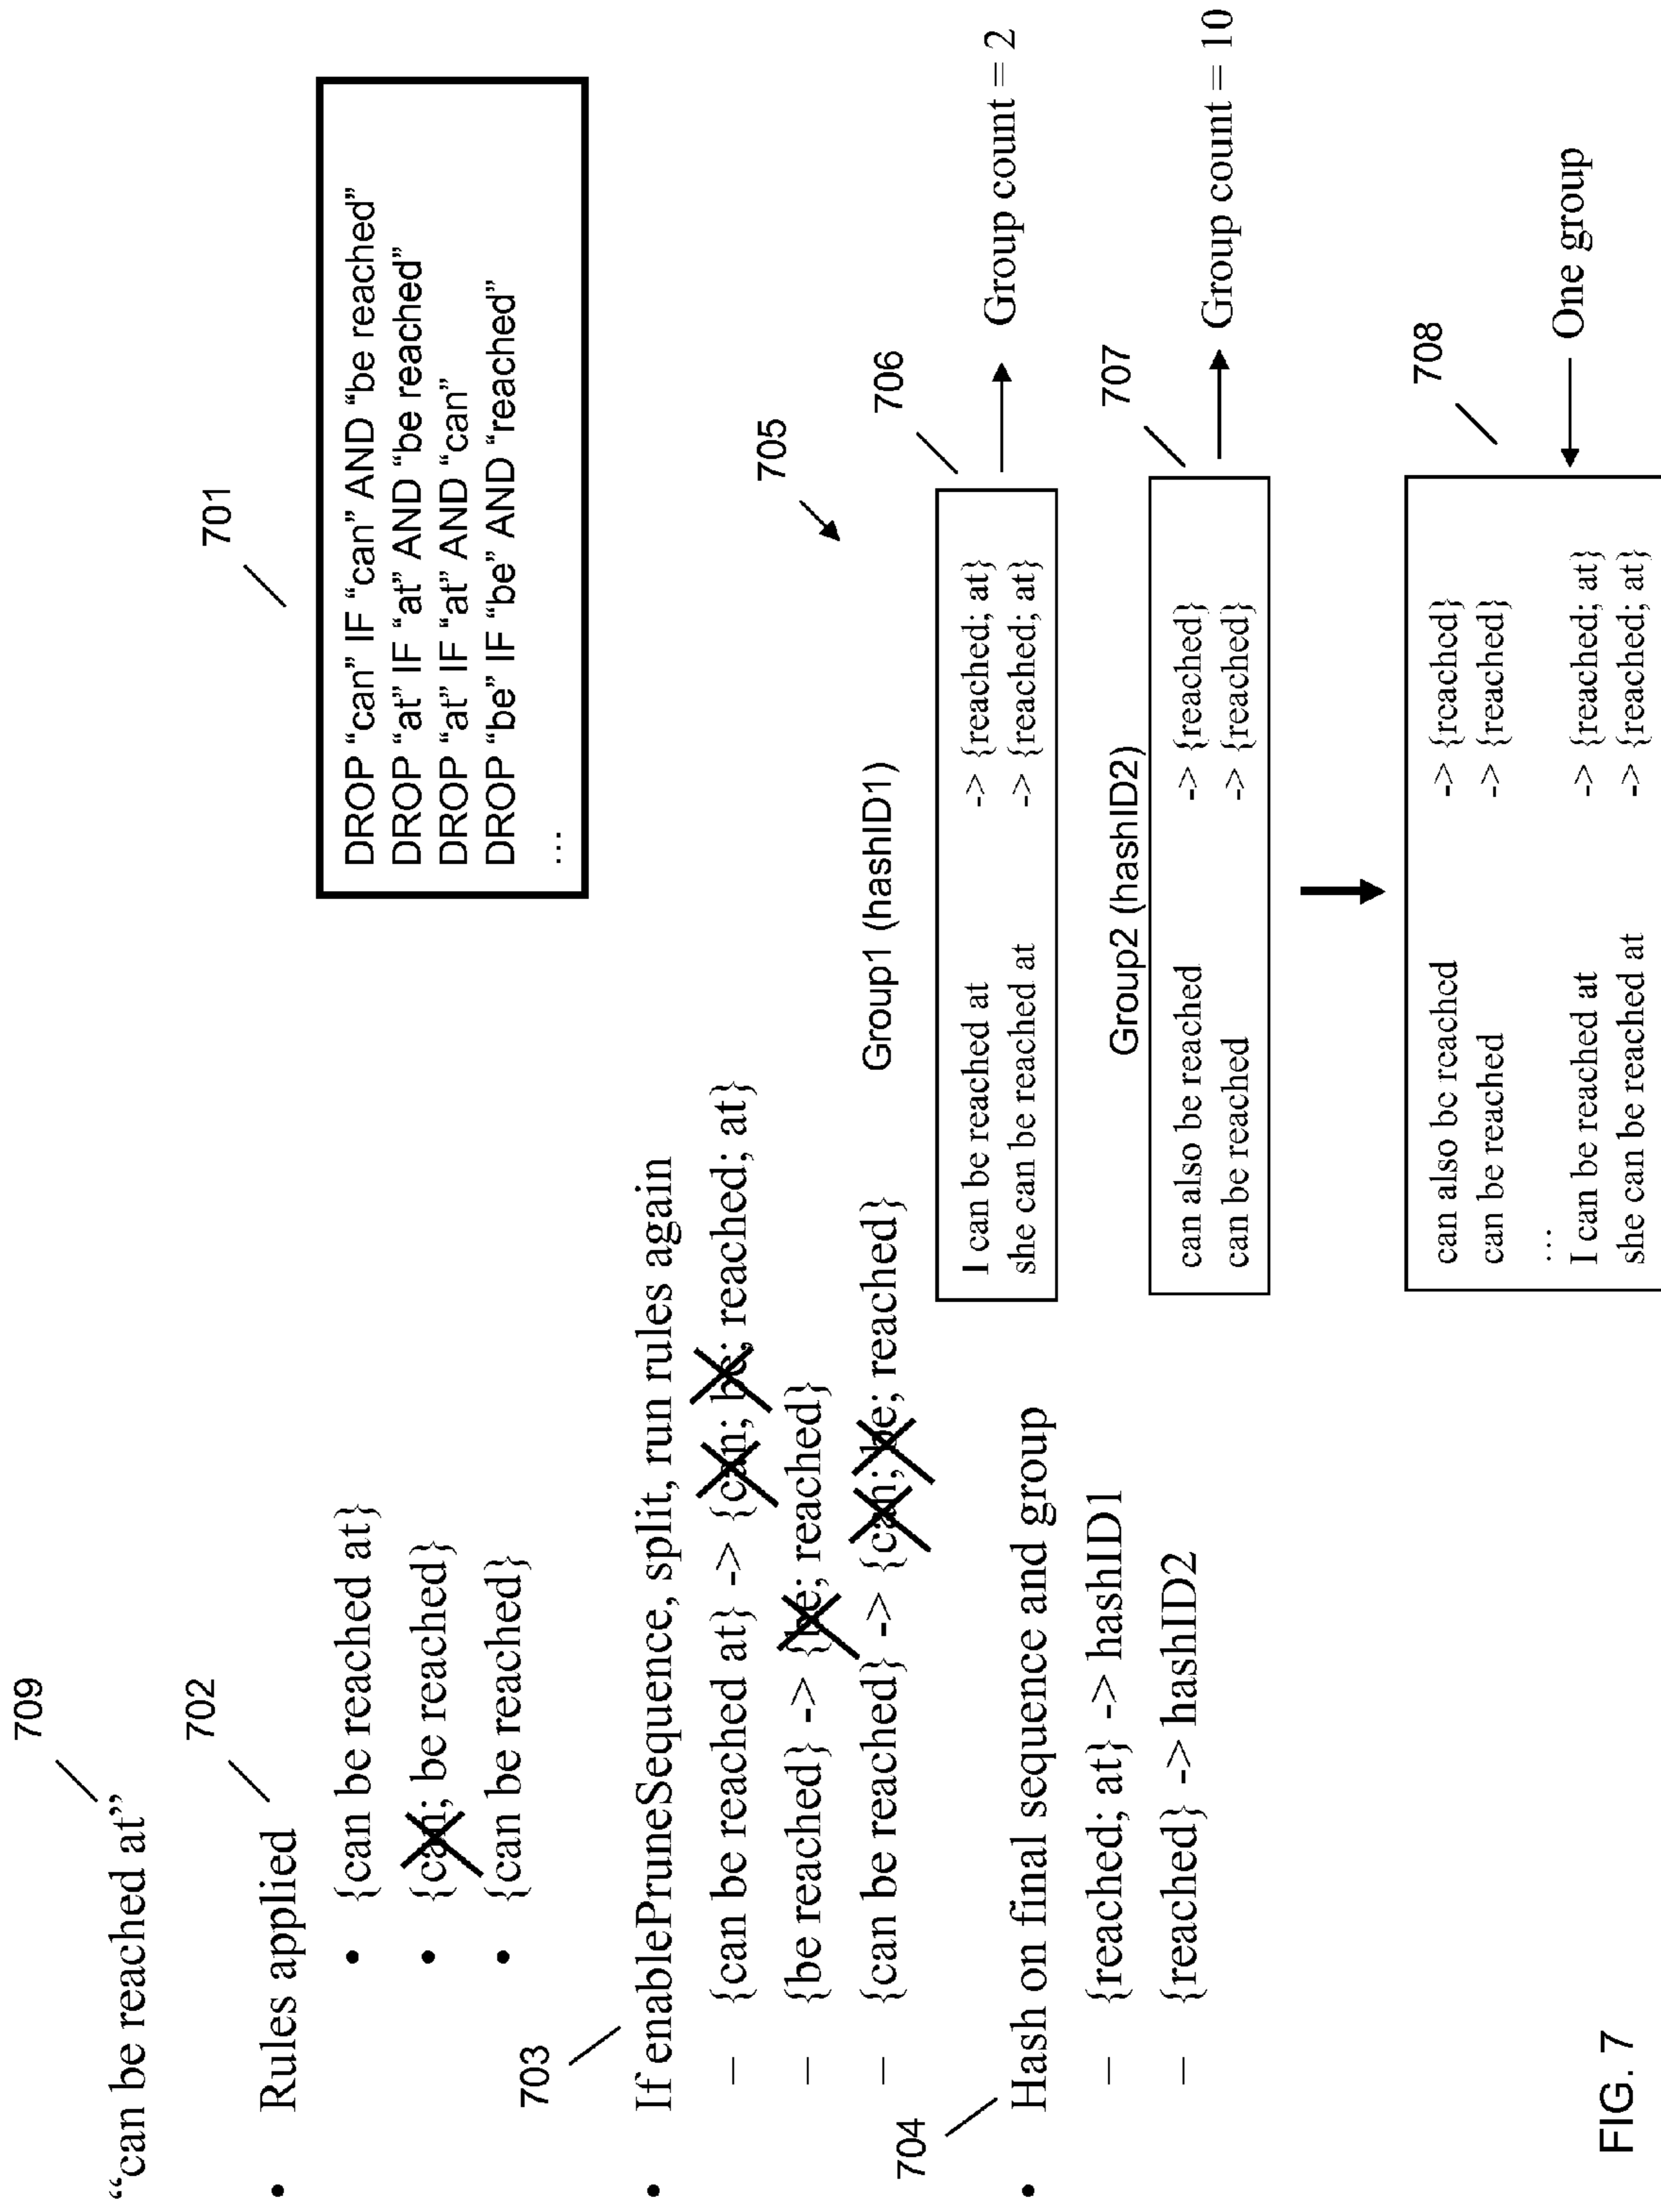 709
“can be reached at”
702
• Rules applied
• {can be reached at}
• {can; be reached}
• {can be reached}
701
DROP “can” IF “can” AND “be reached”
DROP “at” IF “at” AND “be reached”
DROP “at” IF “at” AND “can”
DROP “be” IF “be” AND “reached”
...
703
• If enablePruneSequence, split, run rules again
– {can be reached at} -> {can; be; reached; at}
– {be reached} -> {be; reached}
– {can be reached} -> {can; be; reached}
704
• Hash on final sequence and group
– {reached; at} -> hashID1
– {reached} -> hashID2
705
Group1 (hashID1)
706
I can be reached at -> {reached; at}
she can be reached at -> {reached; at}
Group count = 2
Group2 (hashID2)
707
can also be reached -> {reached}
can be reached -> {reached}
Group count = 10
708
can also be reached -> {reached}
can be reached -> {reached}
...
I can be reached at -> {reached; at}
she can be reached at -> {reached; at}
One group
FIG. 7